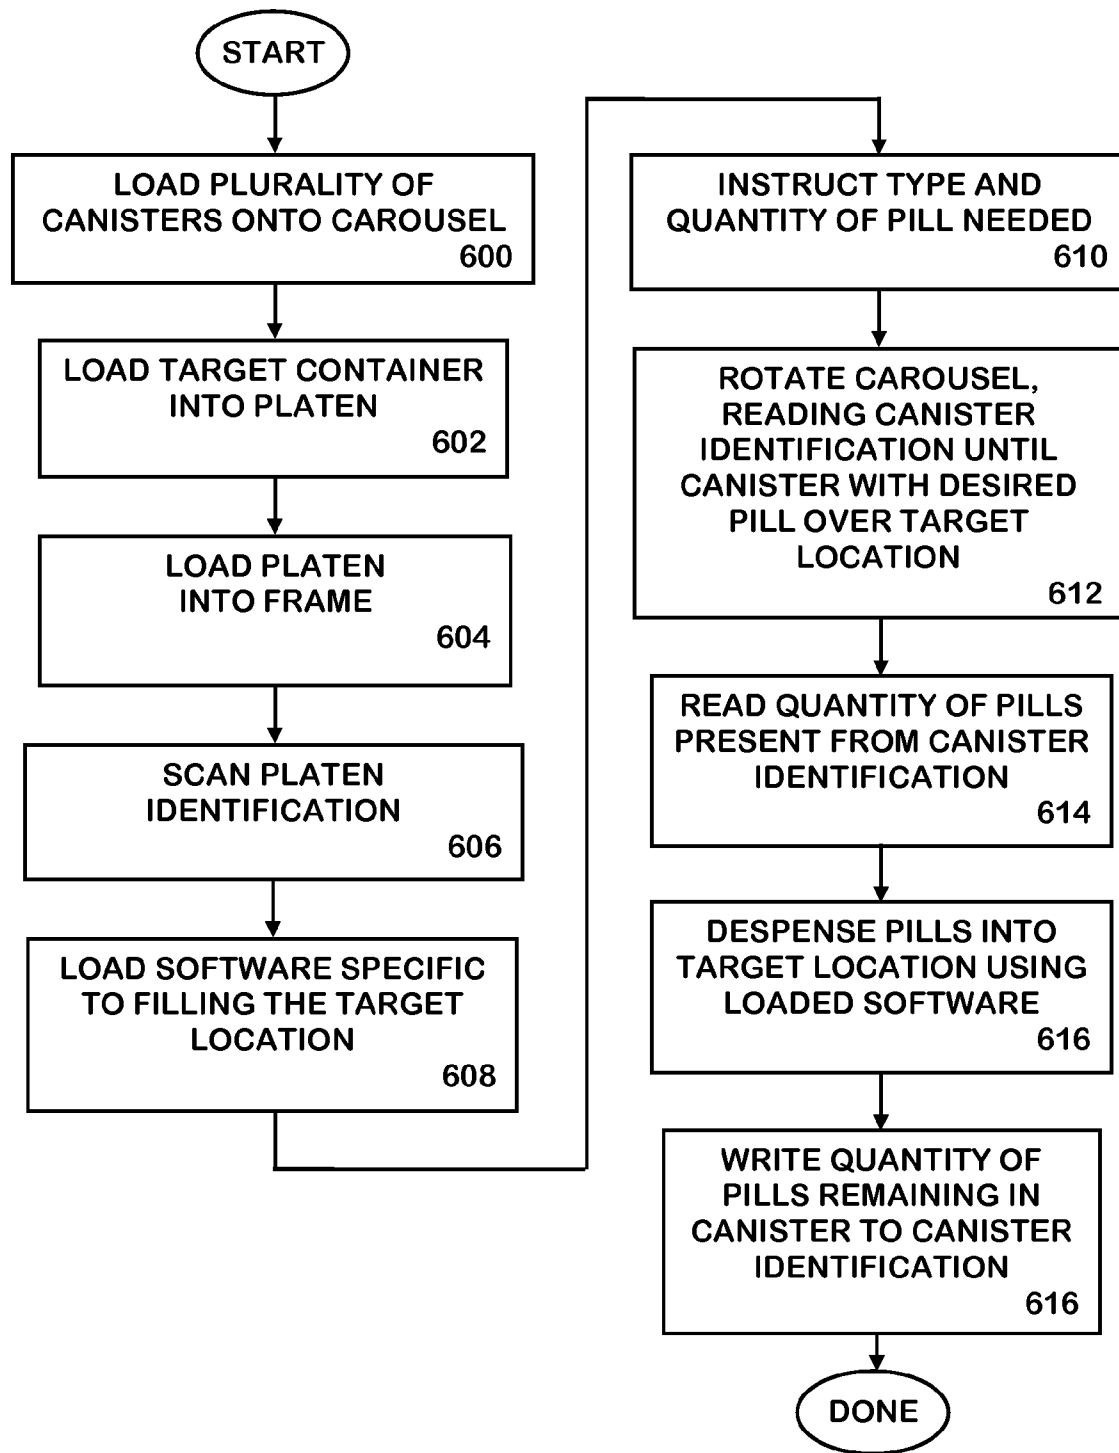 START
LOAD PLURALITY OF
CANISTERS ONTO CAROUSEL
600
LOAD TARGET CONTAINER
INTO PLATEN
602
LOAD PLATEN
INTO FRAME
604
SCAN PLATEN
IDENTIFICATION
606
LOAD SOFTWARE SPECIFIC
TO FILLING THE TARGET
LOCATION
608
INSTRUCT TYPE AND
QUANTITY OF PILL NEEDED
610
ROTATE CAROUSEL,
READING CANISTER
IDENTIFICATION UNTIL
CANISTER WITH DESIRED
PILL OVER TARGET
LOCATION
612
READ QUANTITY OF PILLS
PRESENT FROM CANISTER
IDENTIFICATION
614
DESPENSE PILLS INTO
TARGET LOCATION USING
LOADED SOFTWARE
616
WRITE QUANTITY OF
PILLS REMAINING IN
CANISTER TO CANISTER
IDENTIFICATION
616
DONE